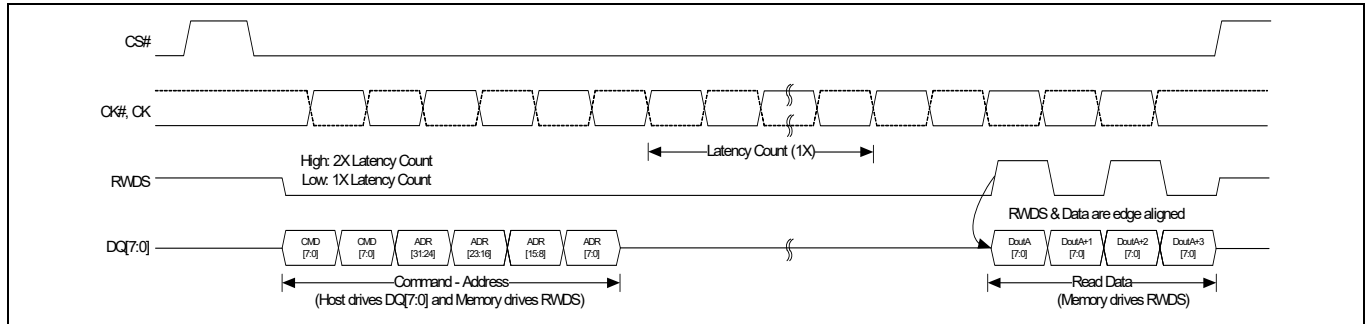 CS#
CK#, CK
Latency Count (1X)
High: 2X Latency Count
Low: 1X Latency Count
RWDS
RWDS & Data are edge aligned
DQ[7:0]
CMD CMD ADR ADR ADR ADR
[7:0] [7:0] [31:24] [23:16] [15:8] [7:0]
DoutA DoutA+1 DoutA+2 DoutA+3
[7:0] [7:0] [7:0] [7:0]
Command - Address
(Host drives DQ[7:0] and Memory drives RWDS)
Read Data
(Memory drives RWDS)